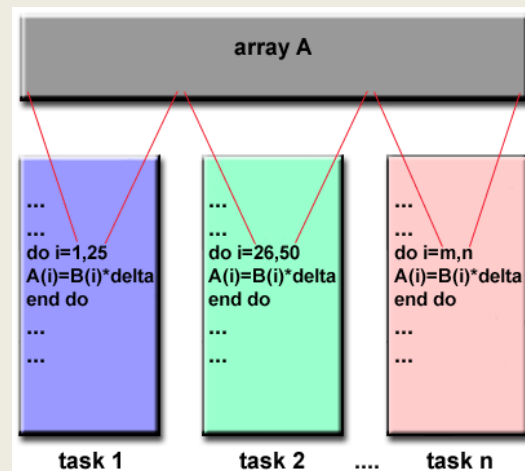 array A
...
...
do i=1,25
A(i)=B(i)*delta
end do
...
...
...
...
do i=26,50
A(i)=B(i)*delta
end do
...
...
...
...
do i=m,n
A(i)=B(i)*delta
end do
...
...
task 1
task 2
....
task n